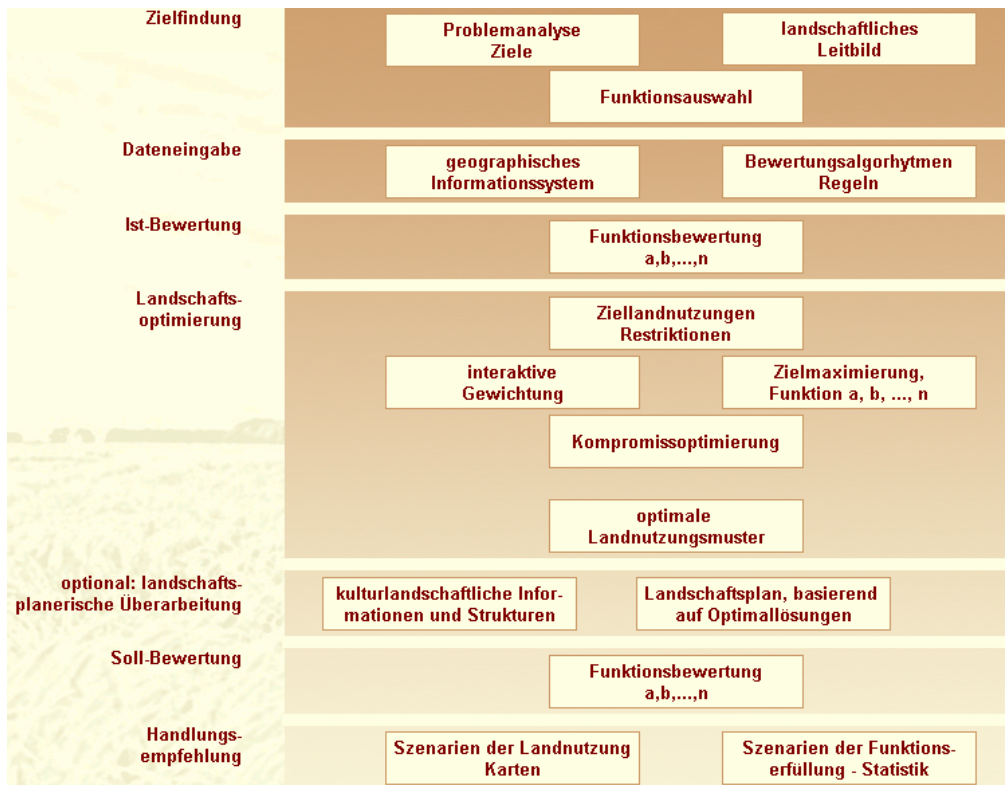 Zielfindung
Problemanalyse
Ziele
landschaftliches
Leitbild
Funktionsauswahl
Dateneingabe
geographisches
Informationssystem
Bewertungsalgorhytmen
Regeln
Ist-Bewertung
Funktionsbewertung
a,b,...,n
Landschafts-
optimierung
Ziellandnutzungen
Restriktionen
interaktive
Gewichtung
Zielmaximierung,
Funktion a, b, ..., n
Kompromissoptimierung
optimale
Landnutzungsmuster
optional: landschafts-
planerische Überarbeitung
kulturlandschaftliche Infor-
mationen und Strukturen
Landschaftsplan, basierend
auf Optimallösungen
Soll-Bewertung
Funktionsbewertung
a,b,...,n
Handlungs-
empfehlung
Szenarien der Landnutzung
Karten
Szenarien der Funktions-
erfüllung - Statistik